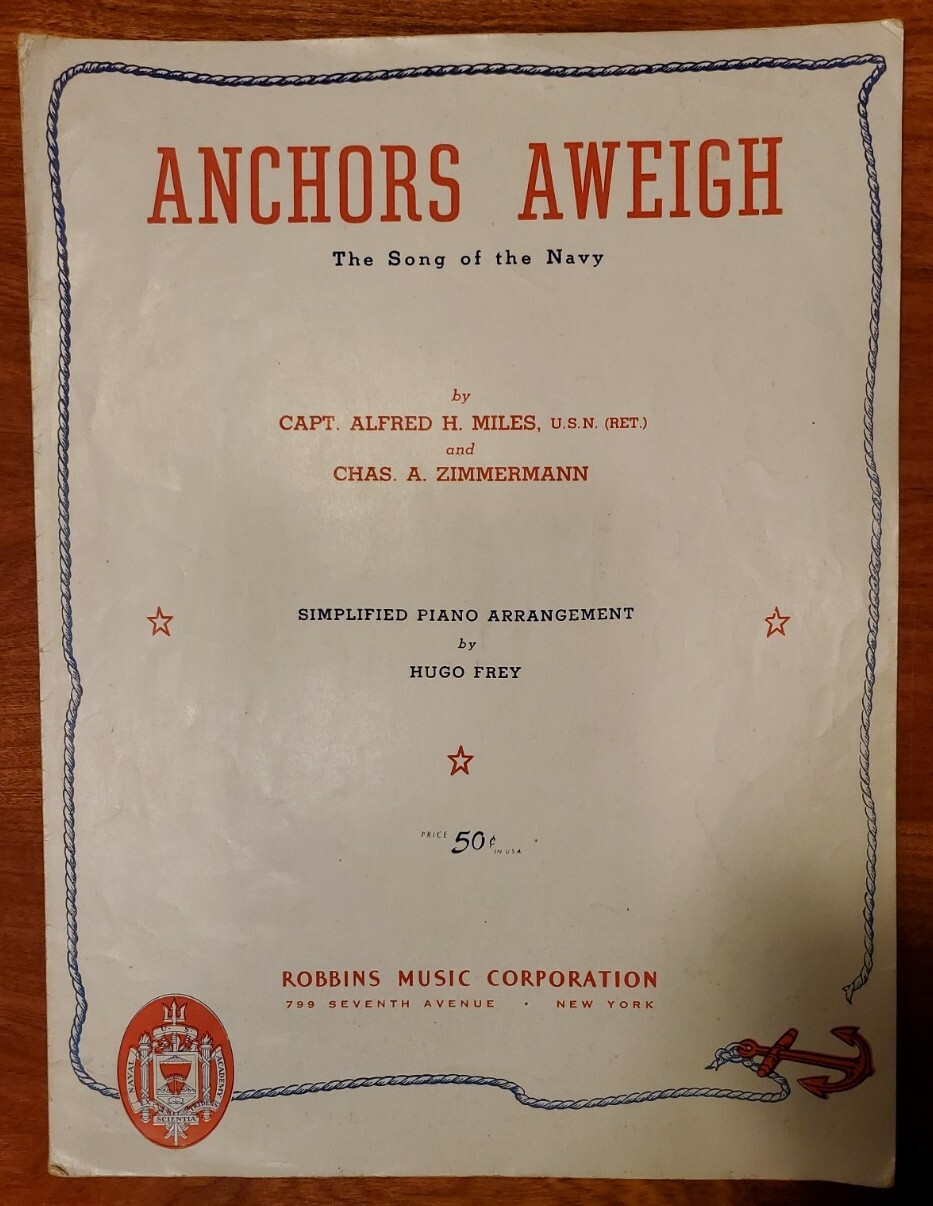 ANCHORS AWEIGH
The Song of the Navy
by
CAPT. ALFRED H. MILES, U.S.N. (RET.)
and
CHAS. A. ZIMMERMANN
SIMPLIFIED PIANO ARRANGEMENT
by
HUGO FREY
PRICE 50¢ IN USA
ROBBINS MUSIC CORPORATION
799 SEVENTH AVENUE · NEW YORK
U. S.
NAVAL ACADEMY
SCIENTIA